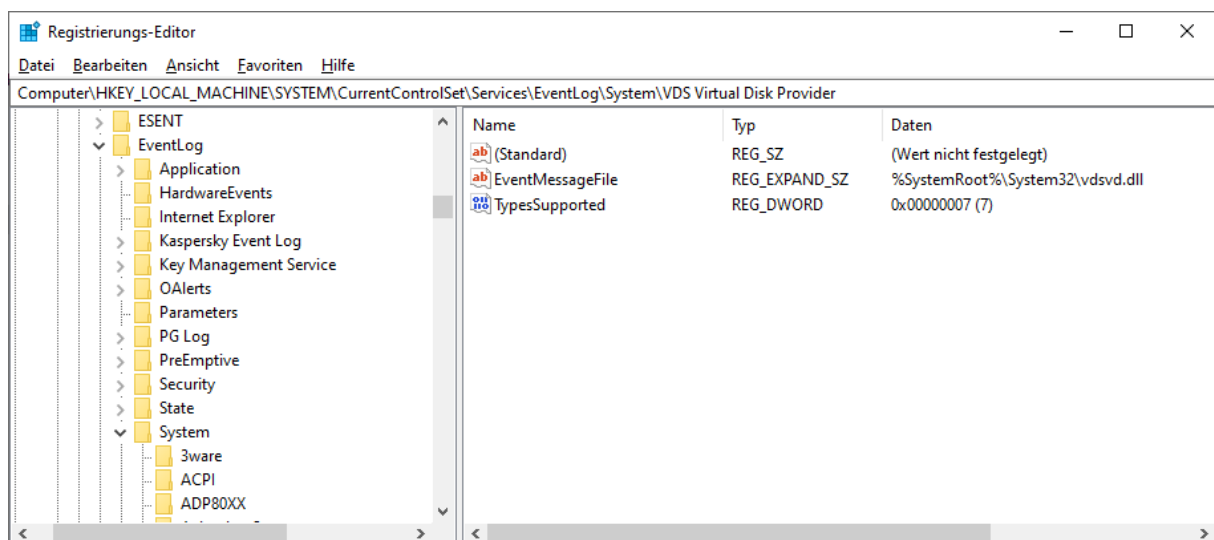 Registrierungs-Editor
Datei Bearbeiten Ansicht Favoriten Hilfe
Computer\HKEY_LOCAL_MACHINE\SYSTEM\CurrentControlSet\Services\EventLog\System\VDS Virtual Disk Provider
ESENT
EventLog
Application
HardwareEvents
Internet Explorer
Kaspersky Event Log
Key Management Service
OAlerts
Parameters
PG Log
PreEmptive
Security
State
System
3ware
ACPI
ADP80XX
Name Typ Daten
(Standard) REG_SZ (Wert nicht festgelegt)
EventMessageFile REG_EXPAND_SZ %SystemRoot%\System32\vdsvd.dll
TypesSupported REG_DWORD 0x00000007 (7)